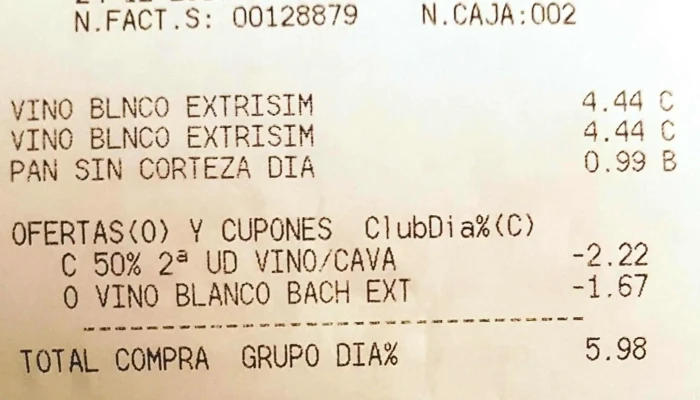 N.FACT.S: 00128879 N.CAJA:002
VINO BLNCO EXTRISIM 4.44 C
VINO BLNCO EXTRISIM 4.44 C
PAN SIN CORTEZA DIA 0.99 B
OFERTAS(O) Y CUPONES ClubDia%(C)
C 50% 2ª UD VINO/CAVA -2.22
O VINO BLANCO BACH EXT -1.67
TOTAL COMPRA GRUPO DIA% 5.98